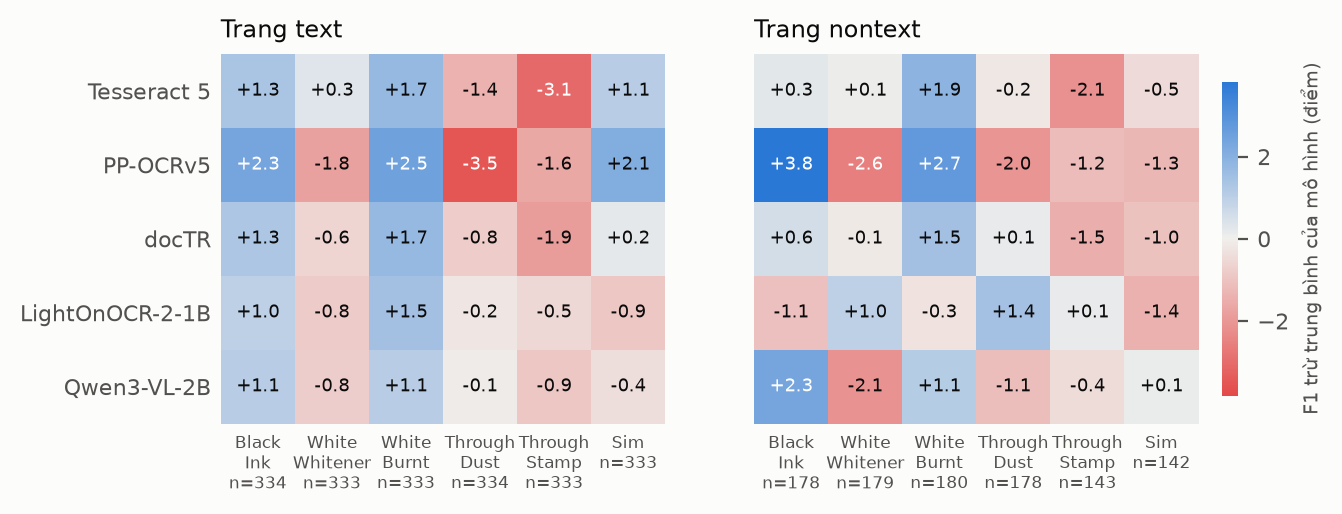 Trang text
Trang nontext
Tesseract 5
+1.3 +0.3 +1.7 -1.4 -3.1 +1.1
+0.3 +0.1 +1.9 -0.2 -2.1 -0.5
PP-OCRv5
+2.3 -1.8 +2.5 -3.5 -1.6 +2.1
+3.8 -2.6 +2.7 -2.0 -1.2 -1.3
docTR
+1.3 -0.6 +1.7 -0.8 -1.9 +0.2
+0.6 -0.1 +1.5 +0.1 -1.5 -1.0
LightOnOCR-2-1B
+1.0 -0.8 +1.5 -0.2 -0.5 -0.9
-1.1 +1.0 -0.3 +1.4 +0.1 -1.4
Qwen3-VL-2B
+1.1 -0.8 +1.1 -0.1 -0.9 -0.4
+2.3 -2.1 +1.1 -1.1 -0.4 +0.1
Black
Ink
n=334
White
Whitener
n=333
White
Burnt
n=333
Through
Dust
n=334
Through
Stamp
n=333
Sim
n=333
Black
Ink
n=178
White
Whitener
n=179
White
Burnt
n=180
Through
Dust
n=178
Through
Stamp
n=143
Sim
n=142
2
0
−2
F1 trừ trung bình của mô hình (điểm)